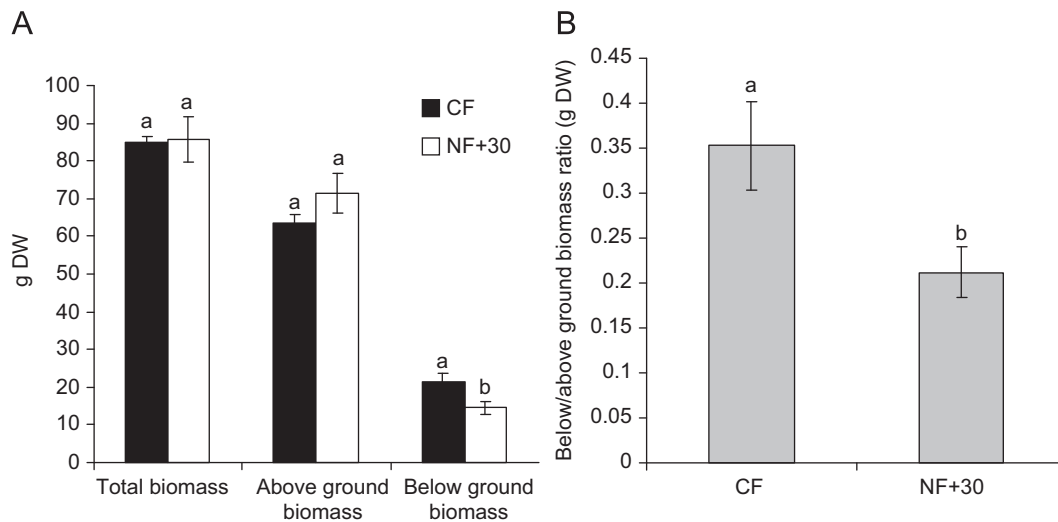 A
100
90
80
70
60
50
40
30
20
10
0
g DW
a
a
a
a
a
b
CF
NF+30
Total biomass
Above ground
biomass
Below ground
biomass
B
0.45
0.4
0.35
0.3
0.25
0.2
0.15
0.1
0.05
0
Below/above ground biomass ratio (g DW)
a
b
CF
NF+30